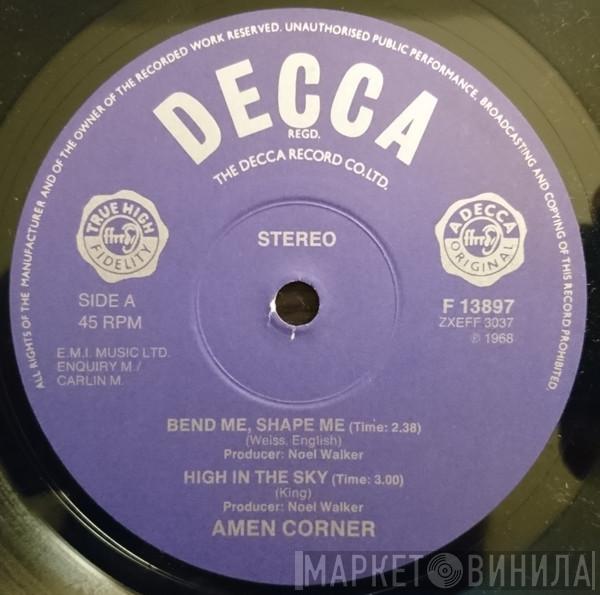 ALL RIGHTS OF THE MANUFACTURER AND OF THE OWNER OF THE RECORDED WORK RESERVED. UNAUTHORISED PUBLIC PERFORMANCE, BROADCASTING AND COPYING OF THIS RECORD PROHIBITED.
DECCA
REGD.
THE DECCA RECORD CO. LTD.
TRUE HIGH
ffrr
FIDELITY
STEREO
A DECCA
ffrr
ORIGINAL
SIDE A
45 RPM
F 13897
ZXEFF 3037
℗ 1968
E.M.I. MUSIC LTD.
ENQUIRY M./
CARLIN M.
BEND ME, SHAPE ME (Time: 2.38)
(Weiss, English)
Producer: Noel Walker
HIGH IN THE SKY (Time: 3.00)
(King)
Producer: Noel Walker
AMEN CORNER
МАРКЕТ ВИНИЛА